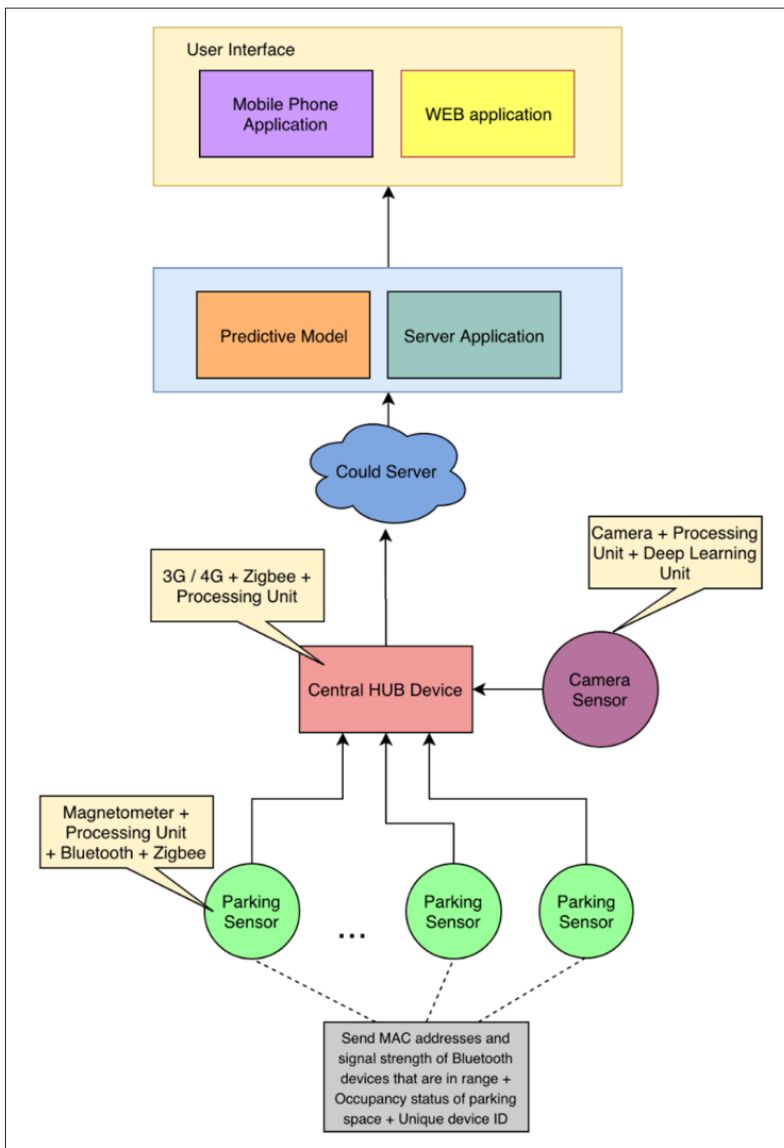 User Interface
Mobile Phone
Application
WEB application
Predictive Model
Server Application
Could Server
3G / 4G + Zigbee +
Processing Unit
Camera + Processing
Unit + Deep Learning
Unit
Central HUB Device
Camera
Sensor
Magnetometer +
Processing Unit
+ Bluetooth + Zigbee
Parking
Sensor
...
Parking
Sensor
Parking
Sensor
Send MAC addresses and
signal strength of Bluetooth
devices that are in range +
Occupancy status of parking
space + Unique device ID